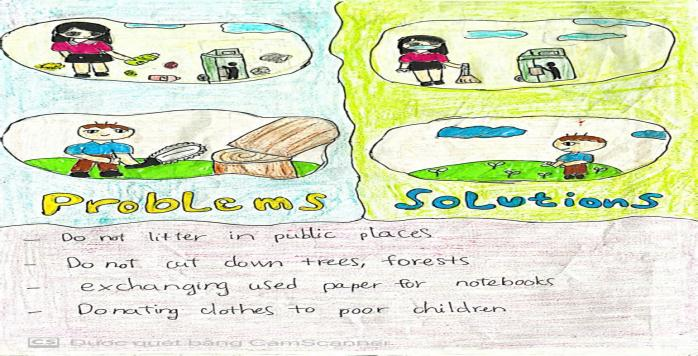 Problems
Solutions
- Do not litter in public places
- Do not cut down trees, forests
- exchanging used paper for notebooks
- Donating clothes to poor children
CS Được quét bằng CamScanner